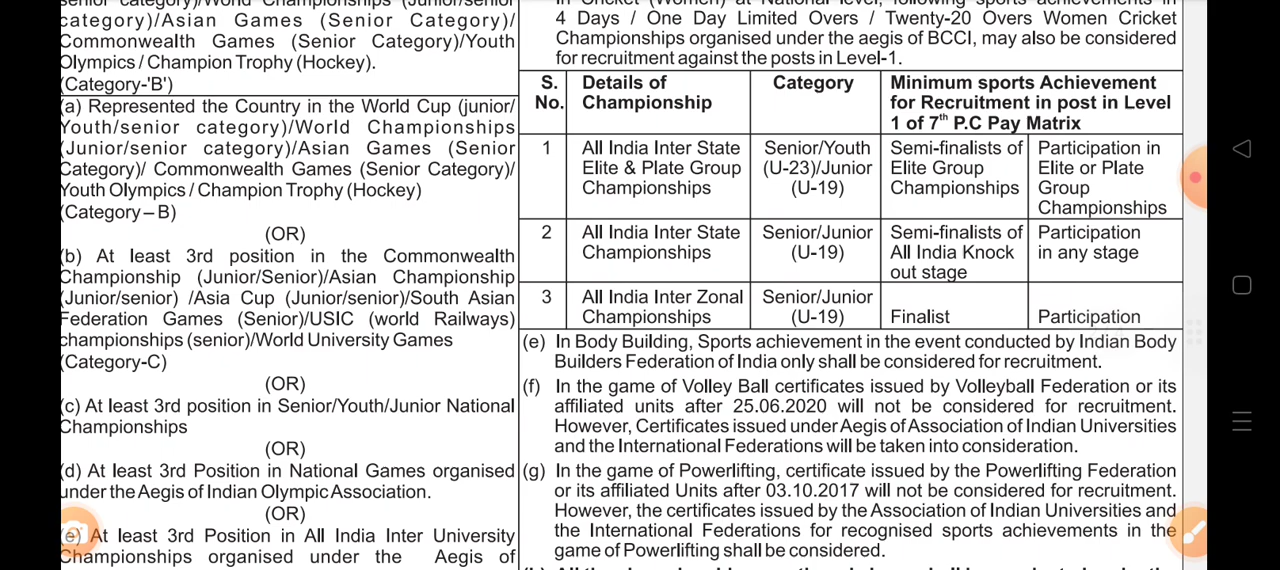 senior category)/World Championships (Junior/senior
category)/Asian Games (Senior Category)/
Commonwealth Games (Senior Category)/Youth
Olympics / Champion Trophy (Hockey).
(Category-'B')
(a) Represented the Country in the World Cup (junior/
Youth/senior category)/World Championships
(Junior/senior category)/Asian Games (Senior
Category)/ Commonwealth Games (Senior Category)/
Youth Olympics / Champion Trophy (Hockey)
(Category – B)
(OR)
(b) At least 3rd position in the Commonwealth
Championship (Junior/Senior)/Asian Championship
(Junior/senior) /Asia Cup (Junior/senior)/South Asian
Federation Games (Senior)/USIC (world Railways)
championships (senior)/World University Games
(Category-C)
(OR)
(c) At least 3rd position in Senior/Youth/Junior National
Championships
(OR)
(d) At least 3rd Position in National Games organised
under the Aegis of Indian Olympic Association.
(OR)
(e) At least 3rd Position in All India Inter University
Championships organised under the Aegis of
in Cricket (Women) at National level, following sports achievements in
4 Days / One Day Limited Overs / Twenty-20 Overs Women Cricket
Championships organised under the aegis of BCCI, may also be considered
for recruitment against the posts in Level-1.
S. No. Details of Championship Category Minimum sports Achievement for Recruitment in post in Level 1 of 7th P.C Pay Matrix
1 All India Inter State Senior/Youth Semi-finalists of Participation in
Elite & Plate Group (U-23)/Junior Elite Group Elite or Plate
Championships (U-19) Championships Group
Championships
2 All India Inter State Senior/Junior Semi-finalists of Participation
Championships (U-19) All India Knock in any stage
out stage
3 All India Inter Zonal Senior/Junior
Championships (U-19) Finalist Participation
(e) In Body Building, Sports achievement in the event conducted by Indian Body
Builders Federation of India only shall be considered for recruitment.
(f) In the game of Volley Ball certificates issued by Volleyball Federation or its
affiliated units after 25.06.2020 will not be considered for recruitment.
However, Certificates issued under Aegis of Association of Indian Universities
and the International Federations will be taken into consideration.
(g) In the game of Powerlifting, certificate issued by the Powerlifting Federation
or its affiliated Units after 03.10.2017 will not be considered for recruitment.
However, the certificates issued by the Association of Indian Universities and
the International Federations for recognised sports achievements in the
game of Powerlifting shall be considered.